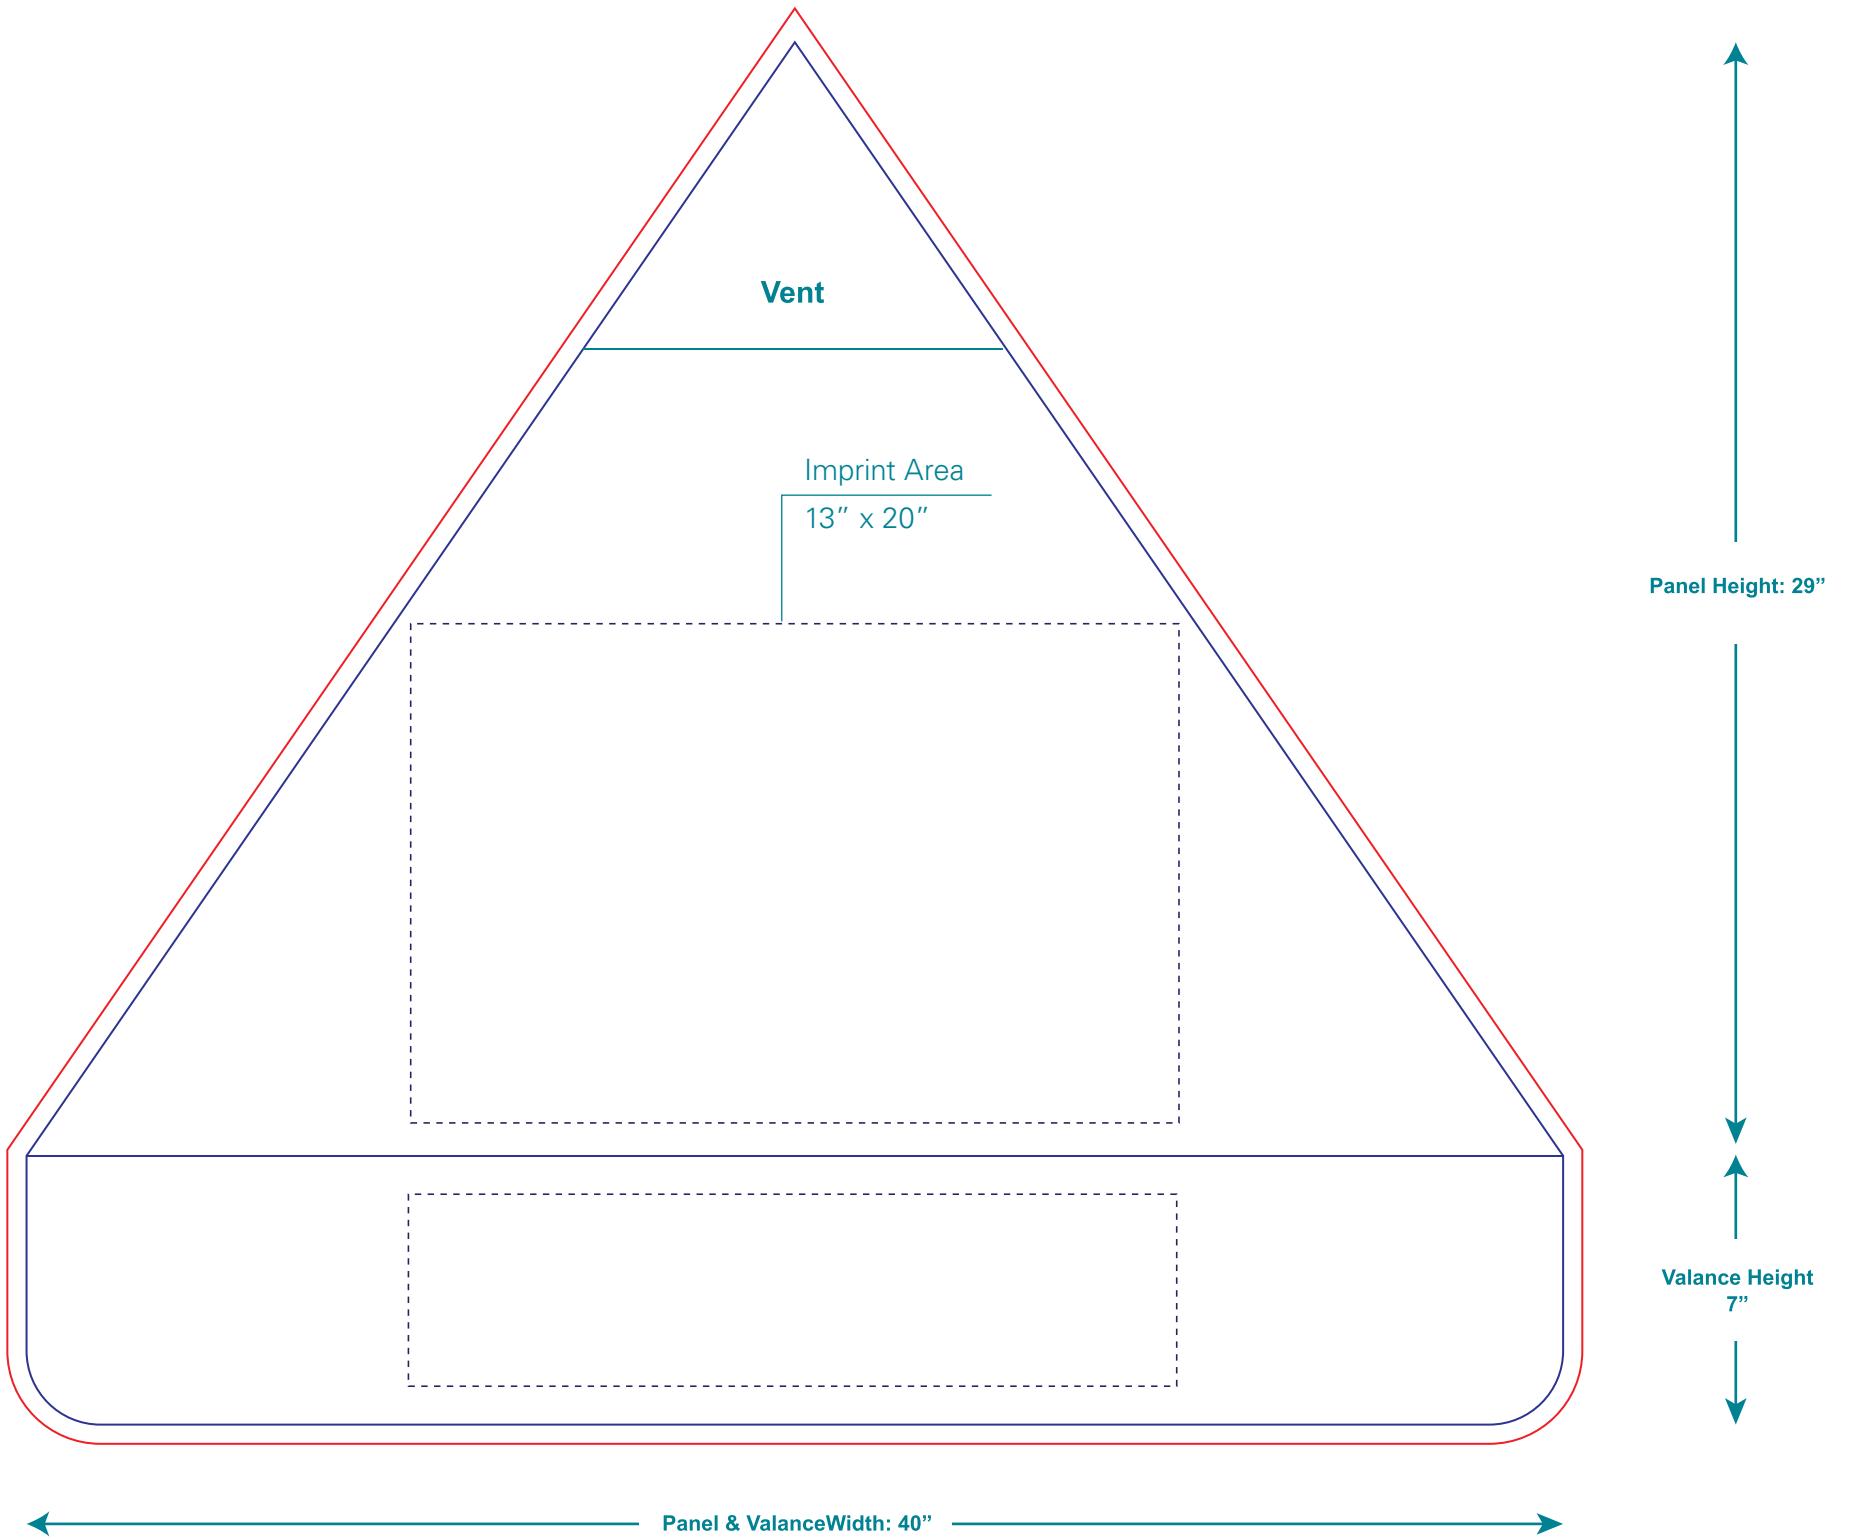 Vent
Imprint Area
13” x 20”
Panel Height: 29”
Valance Height
7”
Panel & ValanceWidth: 40”